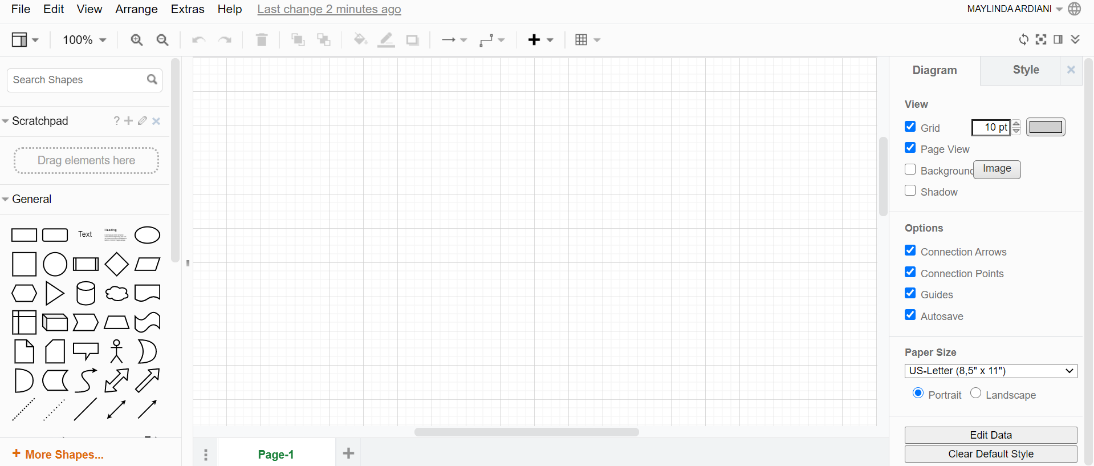 File Edit View Arrange Extras Help Last change 2 minutes ago MAYLINDA ARDIANI
100%
Search Shapes
Scratchpad ?
Drag elements here
General
Text
Heading
More Shapes...
Page-1
Diagram Style
View
Grid 10 pt
Page View
Background Image
Shadow
Options
Connection Arrows
Connection Points
Guides
Autosave
Paper Size
US-Letter (8,5" x 11")
Portrait Landscape
Edit Data
Clear Default Style